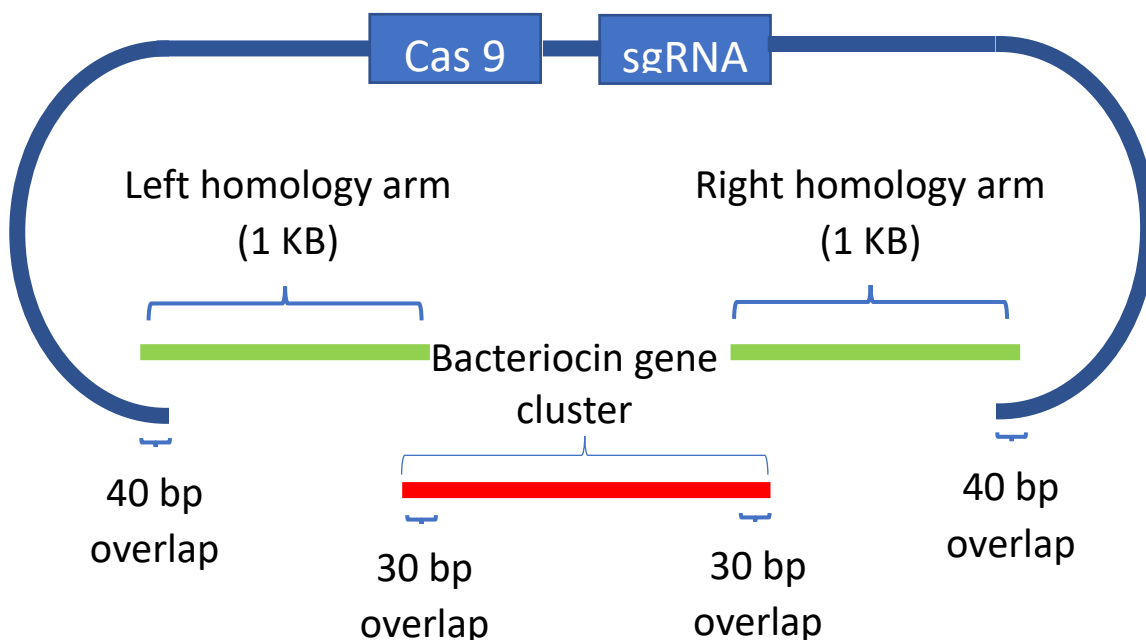 Cas 9
sgRNA
Left homology arm
(1 KB)
Right homology arm
(1 KB)
Bacteriocin gene
cluster
40 bp
overlap
30 bp
overlap
30 bp
overlap
40 bp
overlap